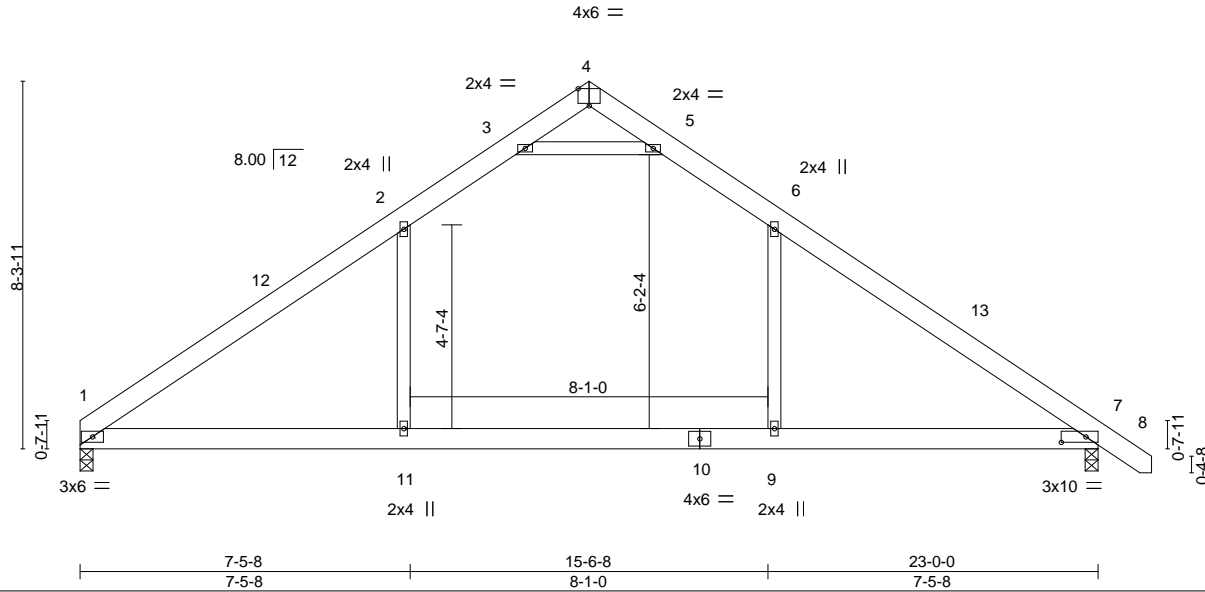 4x6 =
4
2x4 =
2x4 =
3
5
8.00 12
2x4 ||
2x4 ||
2
6
8-3-11
12
6-2-4
13
4-7-4
8-1-0
1
7
8
0-7-11
0-7-11
0-4-8
10
3x6 =
11
9
3x10 =
4x6 =
2x4 ||
2x4 ||
7-5-8
15-6-8
23-0-0
7-5-8
8-1-0
7-5-8